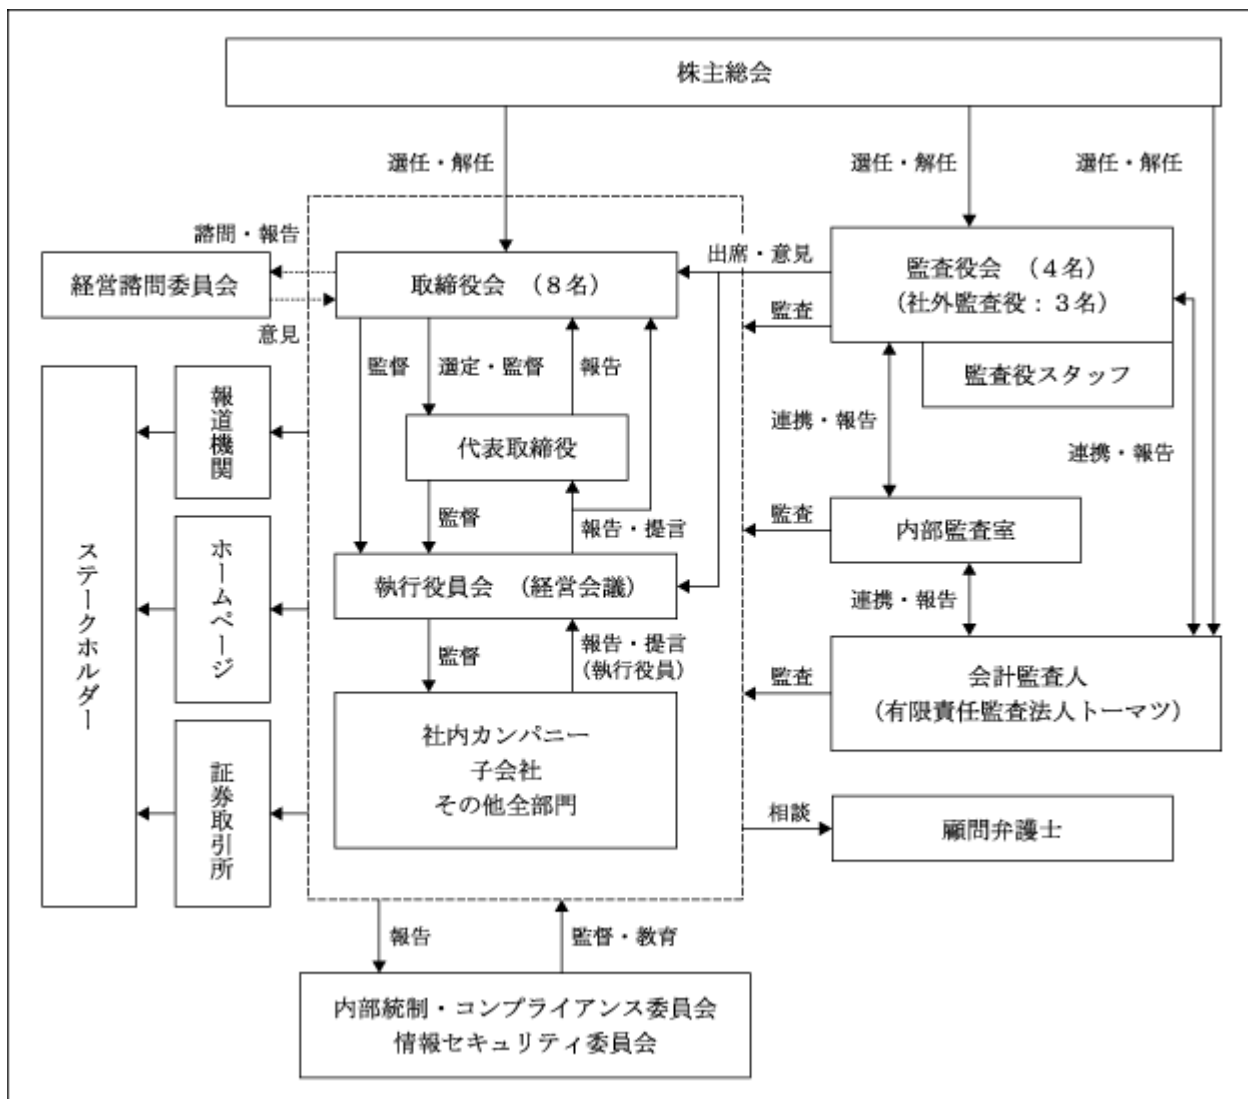 株主総会
選任・解任
選任・解任
選任・解任
諮問・報告
経営諮問委員会
意見
取締役会 （８名）
出席・意見
監査役会 （４名）
（社外監査役：３名）
監査
監査役スタッフ
監督
選定・監督
報告
代表取締役
連携・報告
連携・報告
監督
報告・提言
監査
内部監査室
執行役員会 （経営会議）
連携・報告
監督
報告・提言
（執行役員）
監査
会計監査人
（有限責任監査法人トーマツ）
社内カンパニー
子会社
その他全部門
相談
顧問弁護士
報道機関
ホームページ
証券取引所
ステークホルダー
報告
監督・教育
内部統制・コンプライアンス委員会
情報セキュリティ委員会